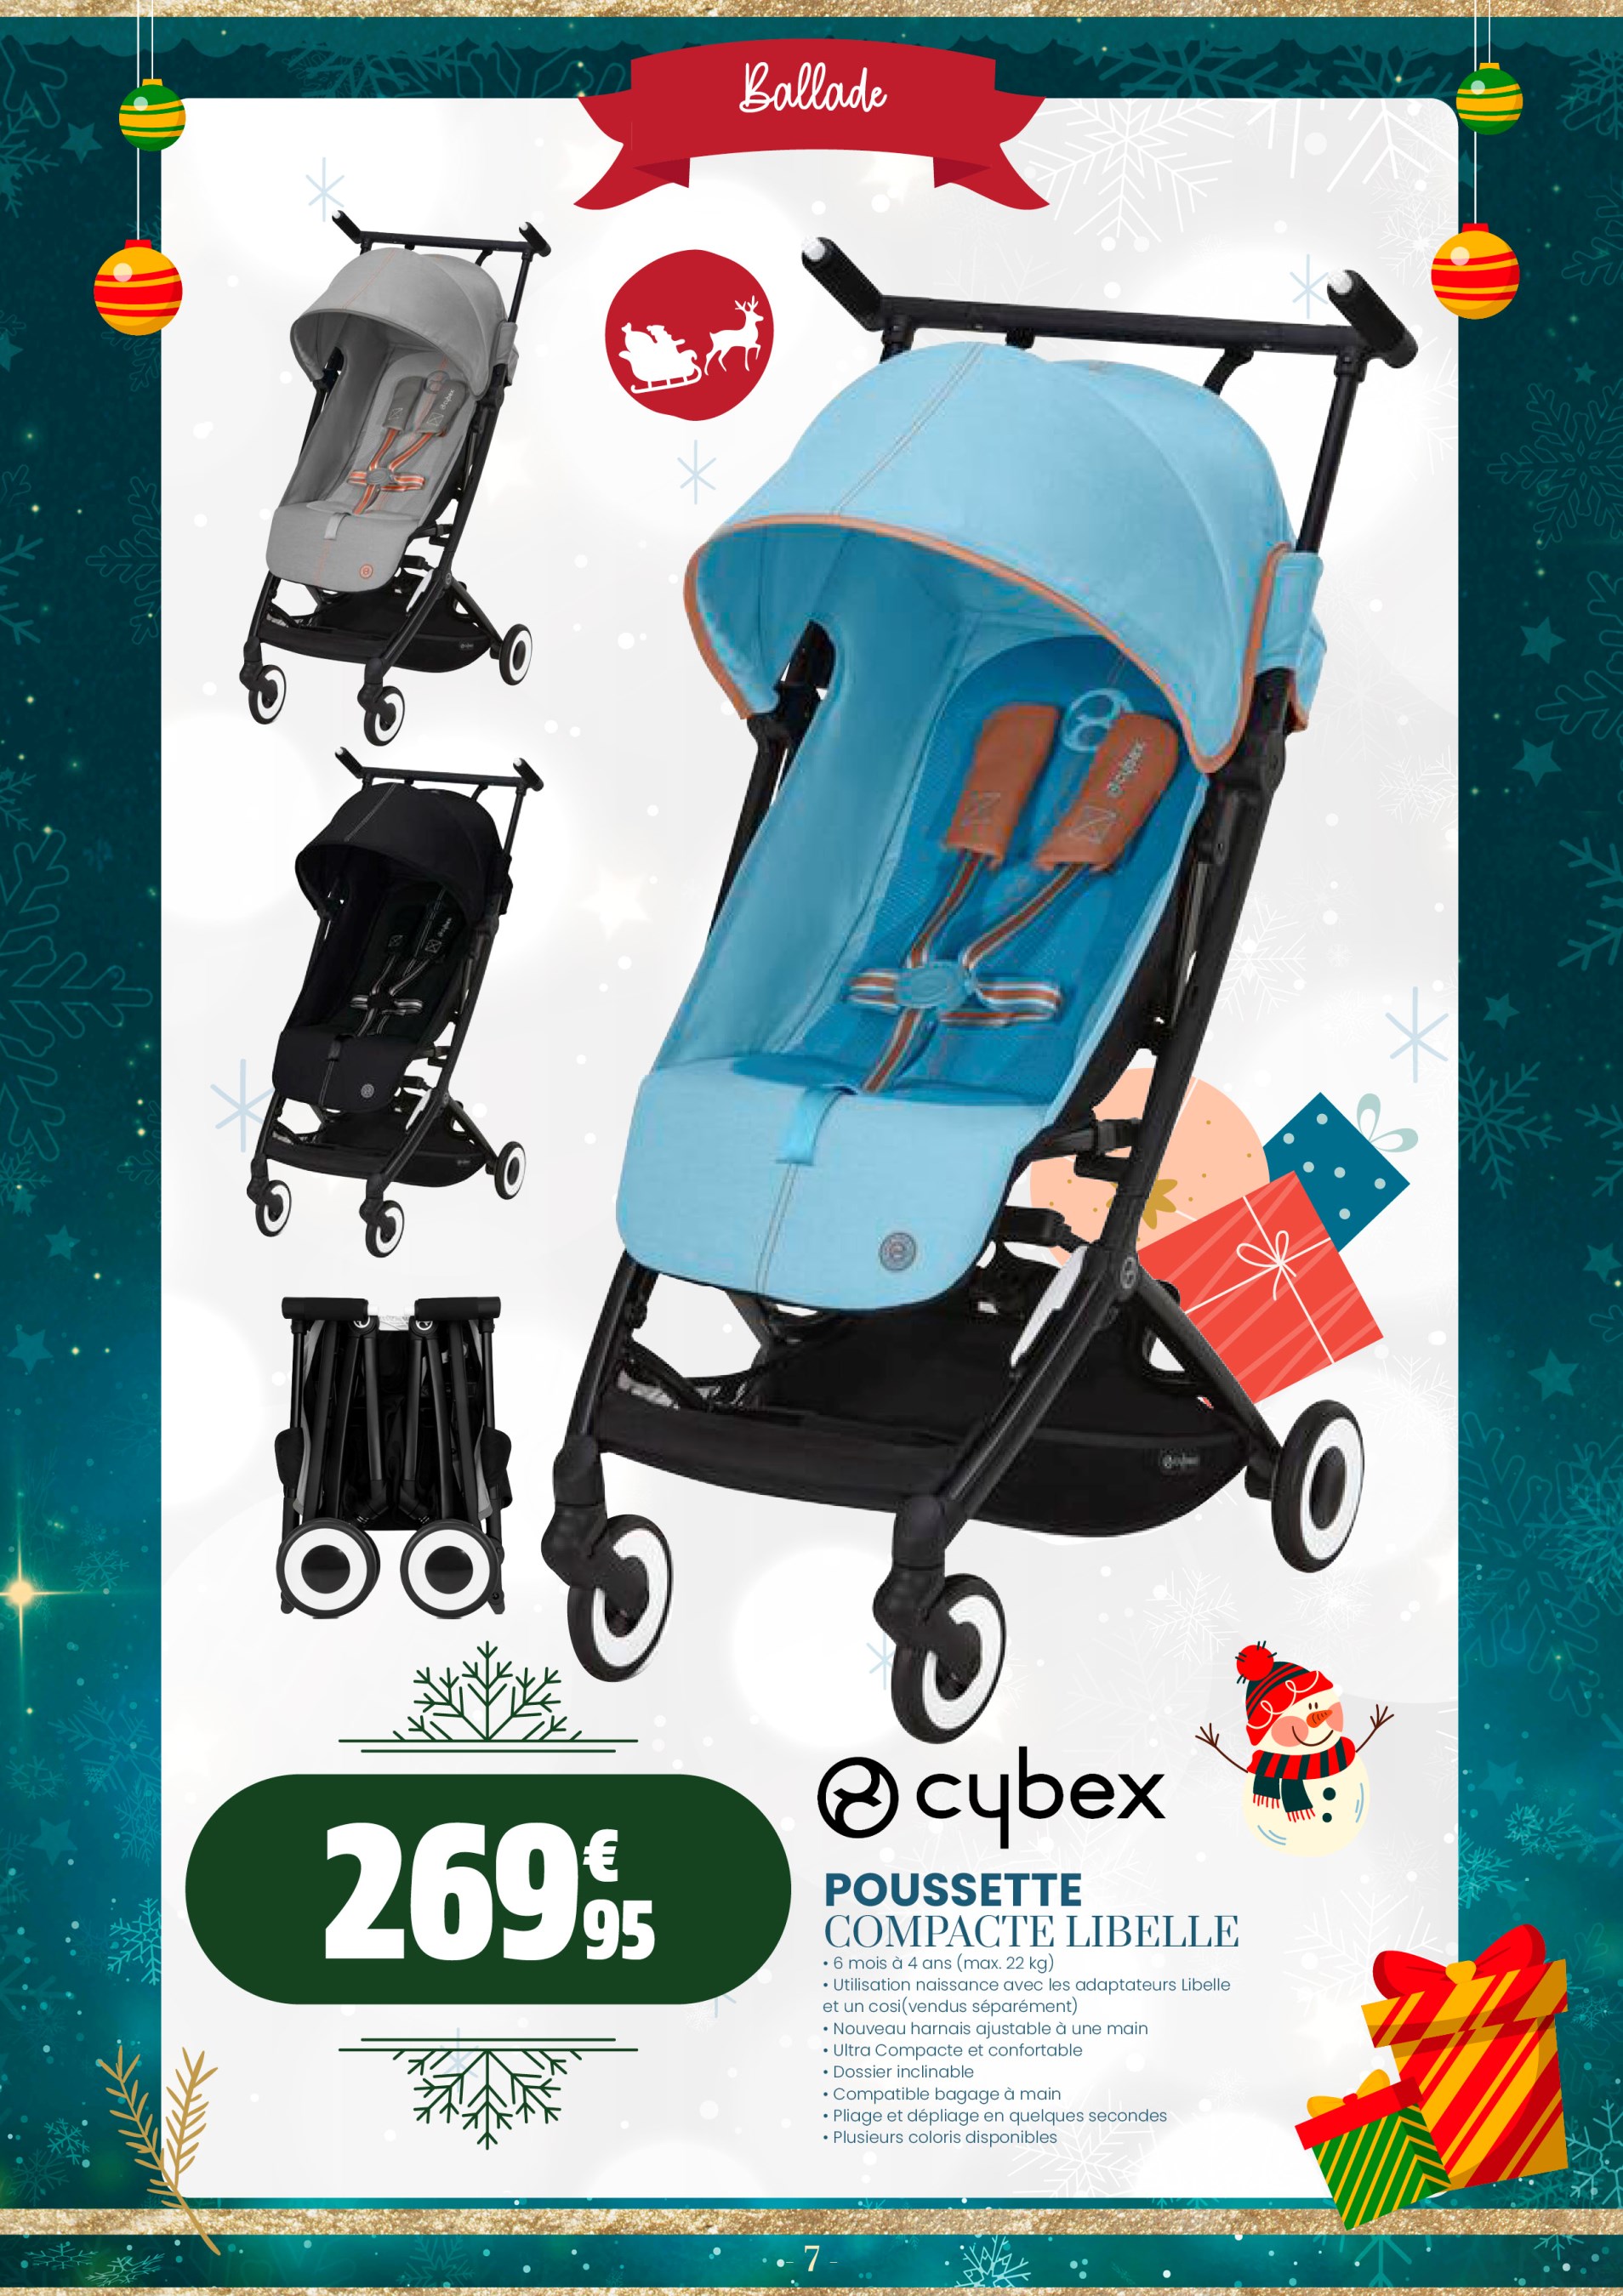 Ballade
cybex
269€95
POUSSETTE
COMPACTE LIBELLE
• 6 mois à 4 ans (max. 22 kg)
• Utilisation naissance avec les adaptateurs Libelle
et un cosi(vendus séparément)
• Nouveau harnais ajustable à une main
• Ultra Compacte et confortable
• Dossier inclinable
• Compatible bagage à main
• Pliage et dépliage en quelques secondes
• Plusieurs coloris disponibles
cybex
- 7 -